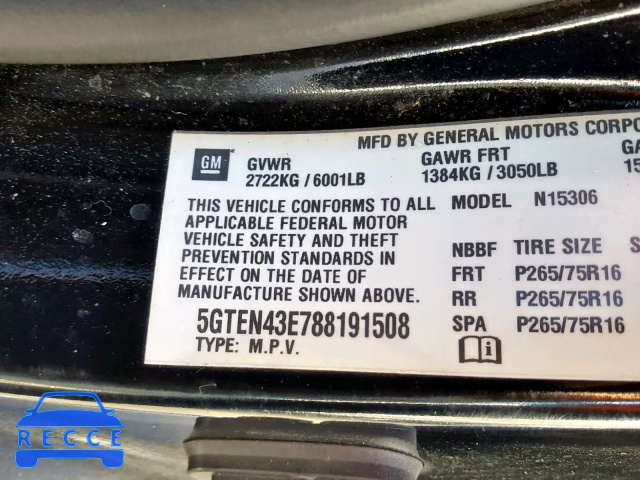 MFD BY GENERAL MOTORS CORPO
GM
GVWR
2722KG / 6001LB
GAWR FRT
1384KG / 3050LB
GA
15
THIS VEHICLE CONFORMS TO ALL
APPLICABLE FEDERAL MOTOR
VEHICLE SAFETY AND THEFT
PREVENTION STANDARDS IN
EFFECT ON THE DATE OF
MANUFACTURE SHOWN ABOVE.
MODEL N15306
NBBF TIRE SIZE S
FRT P265/75R16
RR P265/75R16
SPA P265/75R16
5GTEN43E788191508
TYPE: M.P.V.
i
RECCE